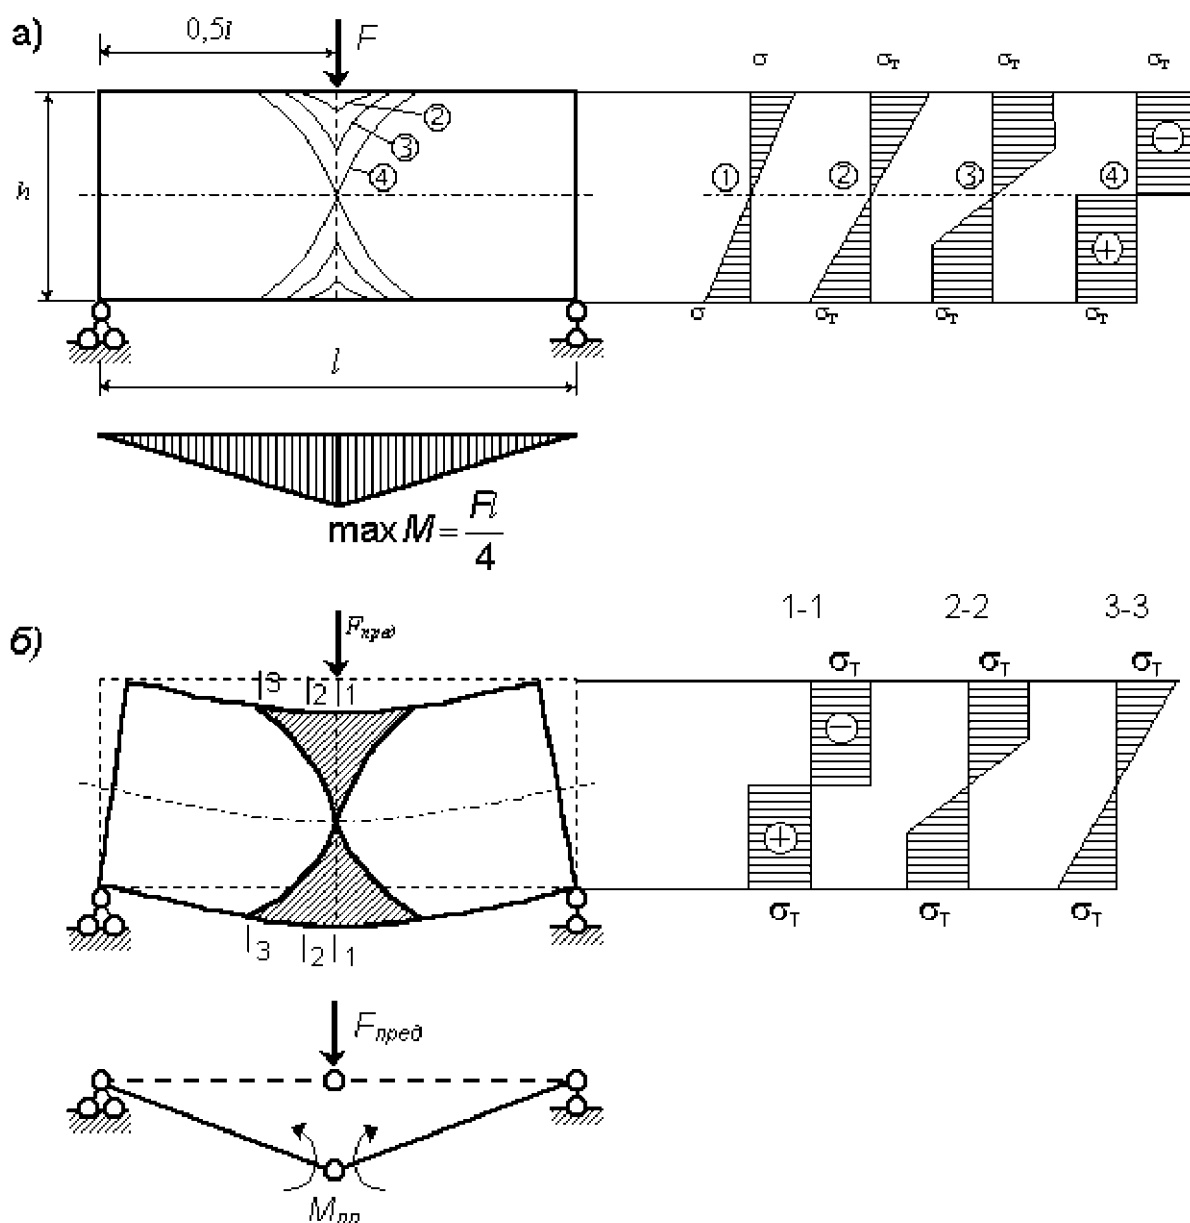 а)
0,5l
F
σ
σт
σт
σт
②
③
④
h
①
②
③
④
−
+
σ
σт
σт
σт
l
max M = Fl/4
б)
Fпред
1-1
2-2
3-3
σт
σт
σт
3
2
1
−
+
3
2
1
σт
σт
σт
Fпред
Mпп